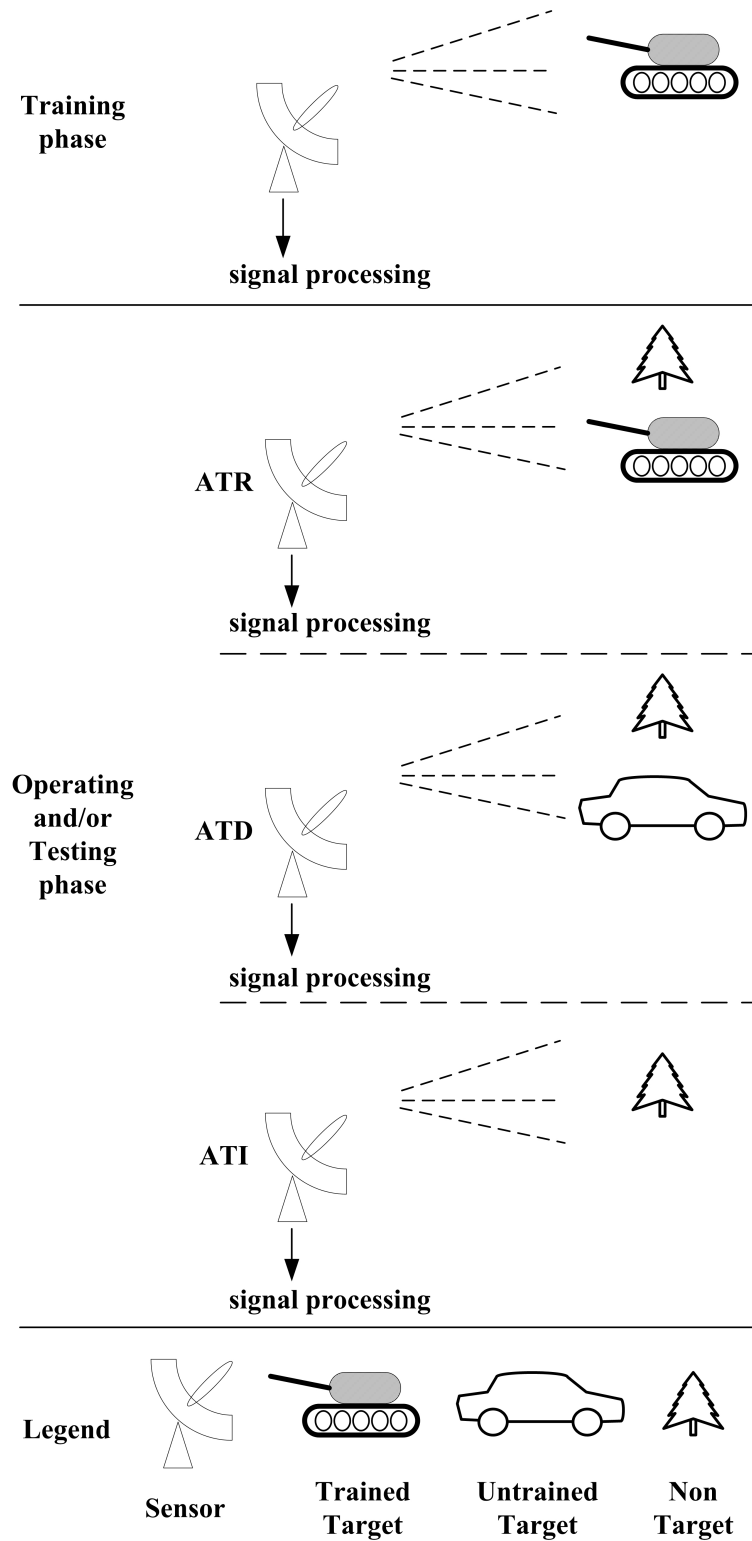 Training
phase
signal processing
ATR
signal processing
Operating
and/or
Testing
phase
ATD
signal processing
ATI
signal processing
Legend
Sensor
Trained
Target
Untrained
Target
Non
Target